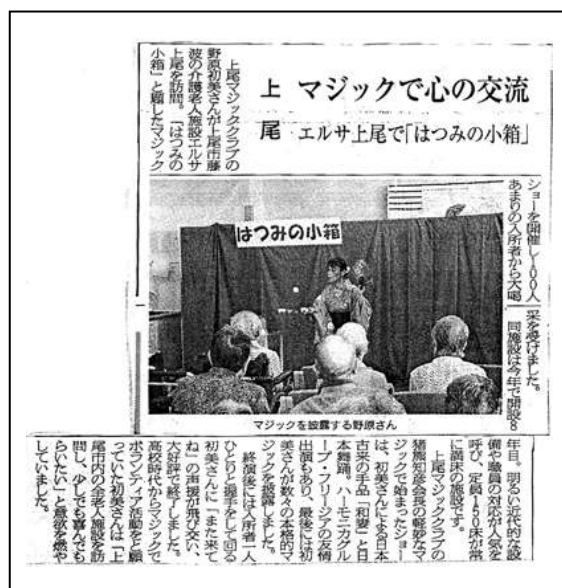 上尾
マジックで心の交流
エルサ上尾で「はつみの小箱」
上尾マジッククラブの
野原初美さんが上尾市藤
波の介護老人施設エルサ
上尾を訪問。「はつみの
小箱」と願したマジック
ショーを開催し100人
あまりの入所者から大喝
采を受けました。
同施設は今年で開設8
はつみの小箱
マジックを披露する野原さん
年目。明るい近代的な設
備や職員の対応が人気を
呼び、定員150床が常
に満床の施設です。
上尾マジッククラブの
猪熊知彦会長の軽妙なマ
ジックで始まったショー
は、初美さんによる日本
古来の手品「和妻」と日
本舞踊。ハーモニカグル
ープ・フリージアの友情
出演もあり、最後には初
美さんが数々の本格的マ
ジックを披露しました。
終演後には入所者一人
ひとりと握手をして回る
初美さんに「また来て
ね」の声援が飛び交い、
大好評で終了しました。
高校時代からマジックで
ボランティア活動をと願
っていた初美さんは「上
尾市内の全老人施設を訪
問し、少しでも喜んでも
らいたい」と意欲を燃や
していました。